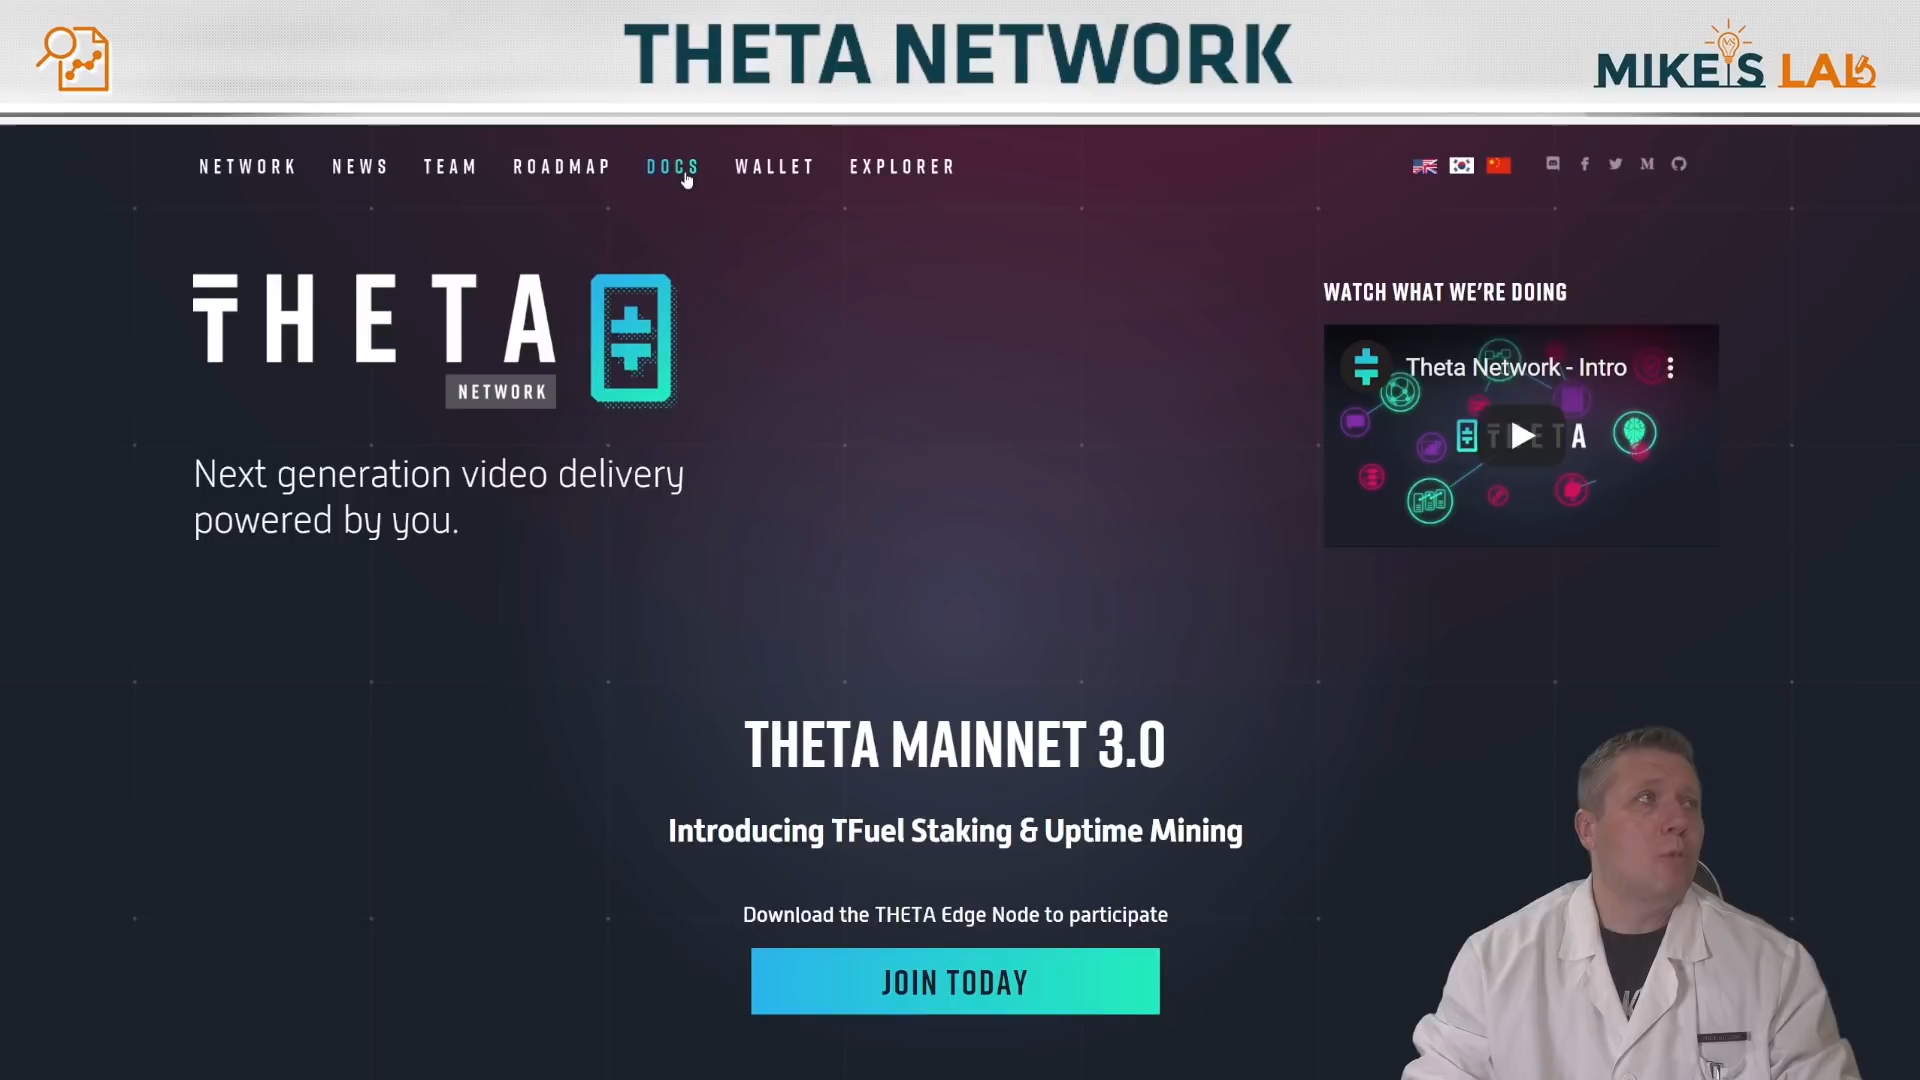 THETA NETWORK
MIKE'S LAB
NETWORK NEWS TEAM ROADMAP DOCS WALLET EXPLORER
THETA
NETWORK
Next generation video delivery
powered by you.
WATCH WHAT WE'RE DOING
Theta Network - Intro
THETA
THETA MAINNET 3.0
Introducing TFuel Staking & Uptime Mining
Download the THETA Edge Node to participate
JOIN TODAY